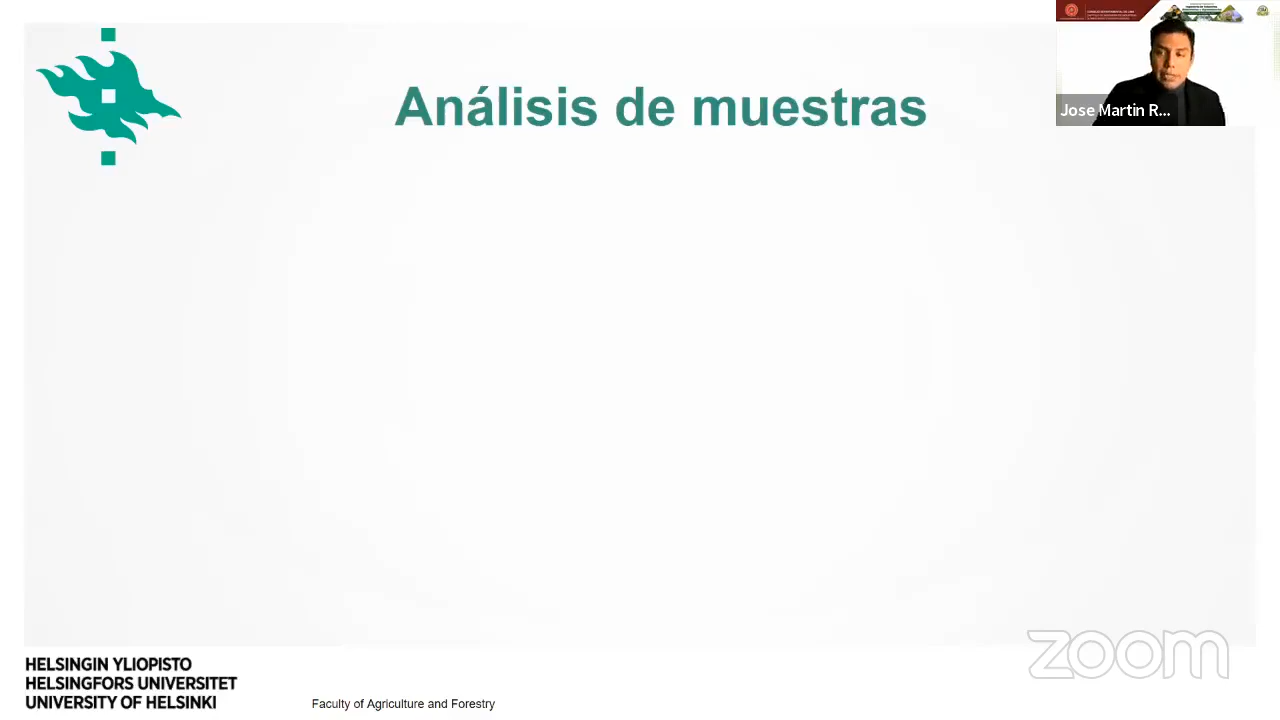 Análisis de muestras
Jose Martin R...
HELSINGIN YLIOPISTO
HELSINGFORS UNIVERSITET
UNIVERSITY OF HELSINKI
Faculty of Agriculture and Forestry
zoom